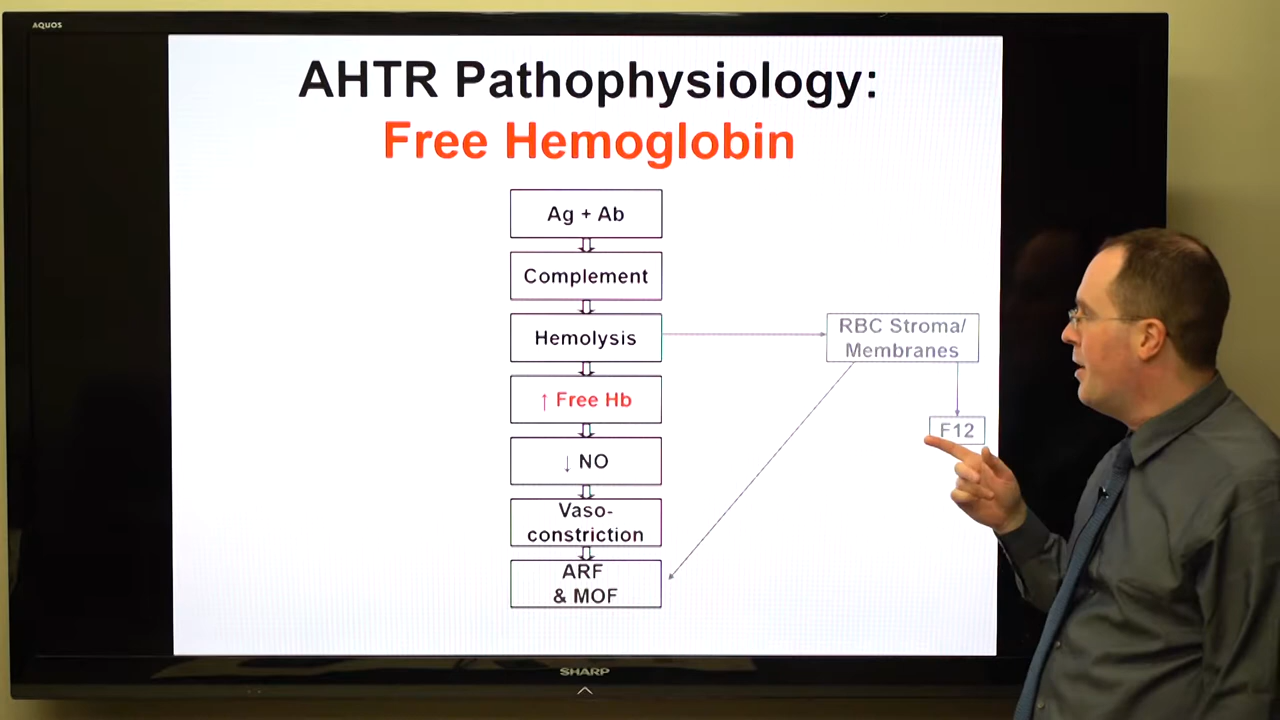 AQUOS
AHTR Pathophysiology:
Free Hemoglobin
Ag + Ab
Complement
Hemolysis
RBC Stroma/
Membranes
↑ Free Hb
F12
↓ NO
Vaso-
constriction
ARF
& MOF
SHARP